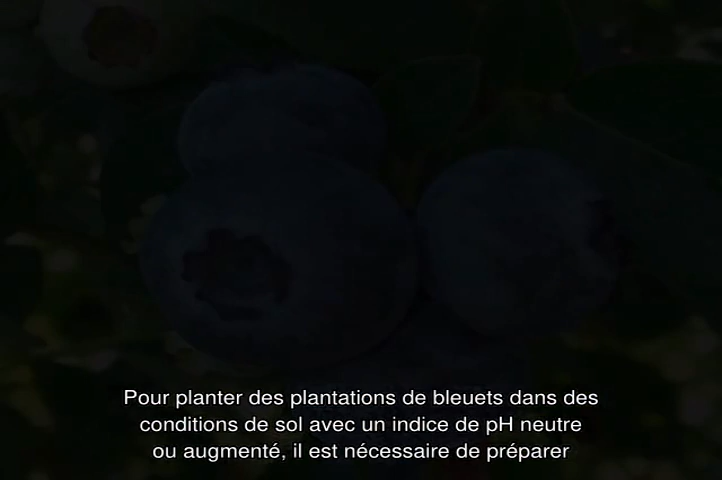 Pour planter des plantations de bleuets dans des
conditions de sol avec un indice de pH neutre
ou augmenté, il est nécessaire de préparer